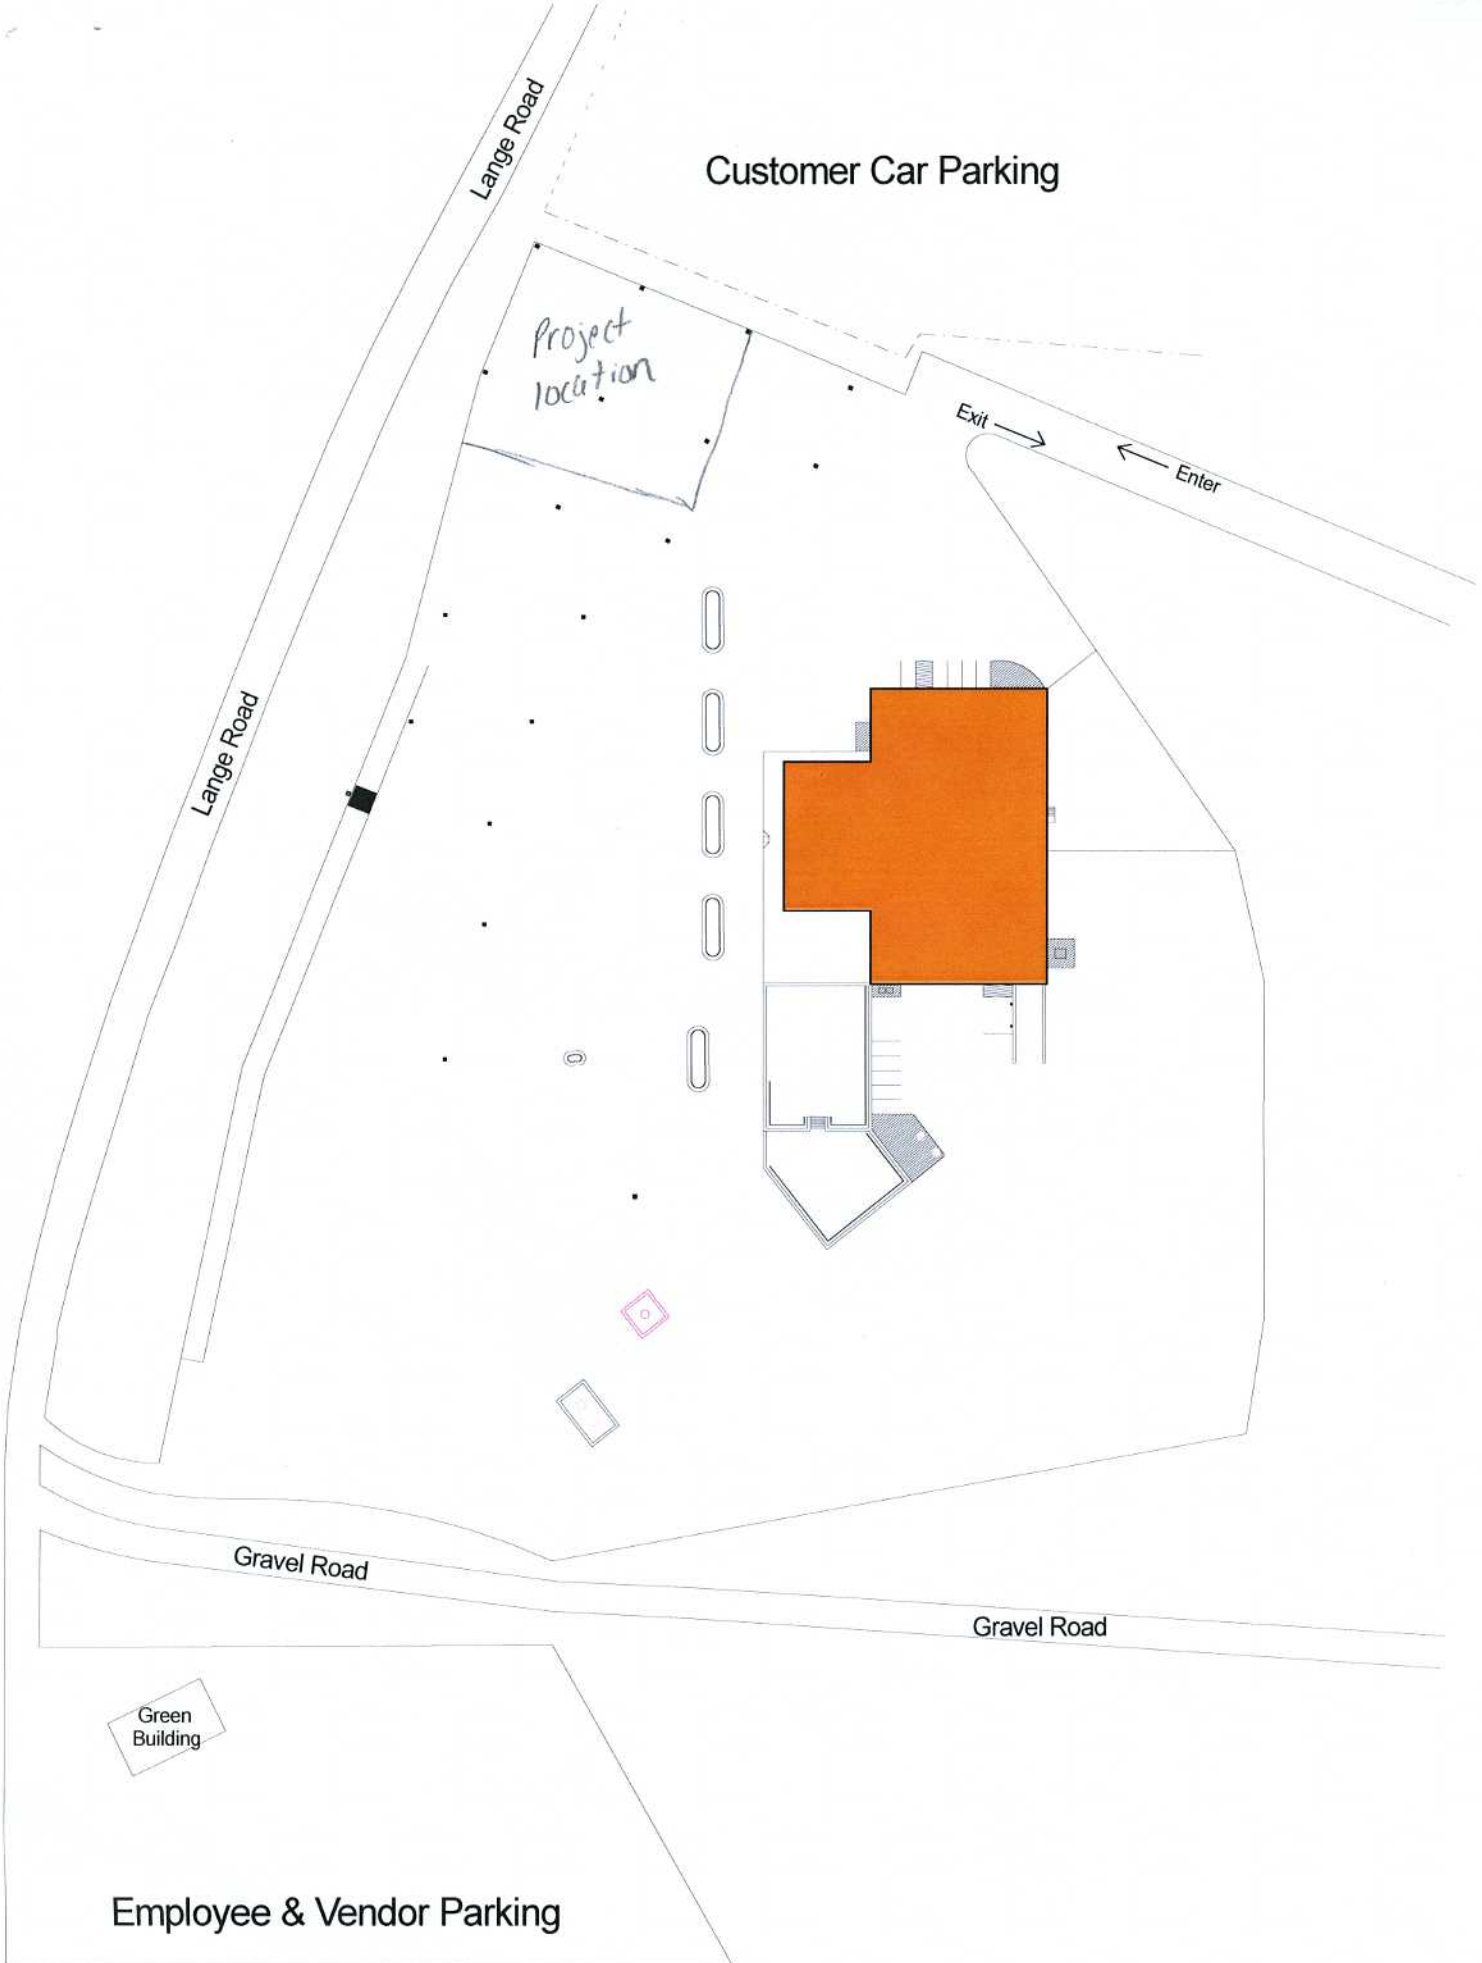 Lange Road
Customer Car Parking
Project
location
Exit
Enter
Lange Road
Gravel Road
Gravel Road
Green
Building
Employee & Vendor Parking